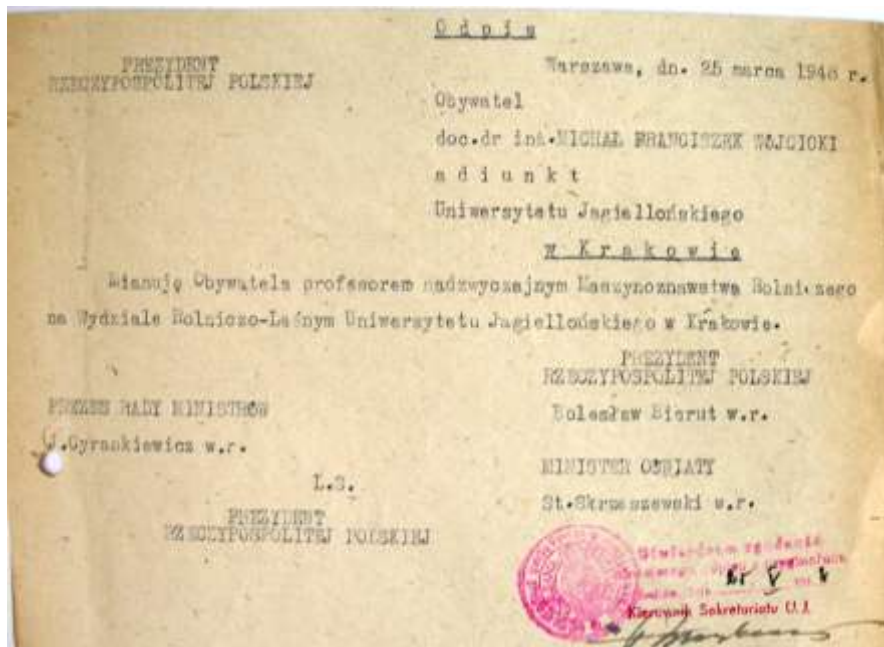 Odpis
PREZYDENT
RZECZYPOSPOLITEJ POLSKIEJ
Warszawa, dn. 25 marca 1948 r.
Obywatel
doc.dr inż.MICHAŁ FRANCISZEK WÓJCICKI
adiunkt
Uniwersytetu Jagiellońskiego
w Krakowie
Mianuję Obywatela profesorem nadzwyczajnym Maszynoznawstwa Rolniczego
na Wydziale Rolniczo-Leśnym Uniwersytetu Jagiellońskiego w Krakowie.
PREZYDENT
RZECZYPOSPOLITEJ POLSKIEJ
Bolesław Bierut w.r.
PREZES RADY MINISTRÓW
J.Cyrankiewicz w.r.
MINISTER OŚWIATY
St.Skrzeszewski w.r.
L.S.
PREZYDENT
RZECZYPOSPOLITEJ POLSKIEJ
Stwierdzam zgodność
Kierownik Sekretariatu U.J.